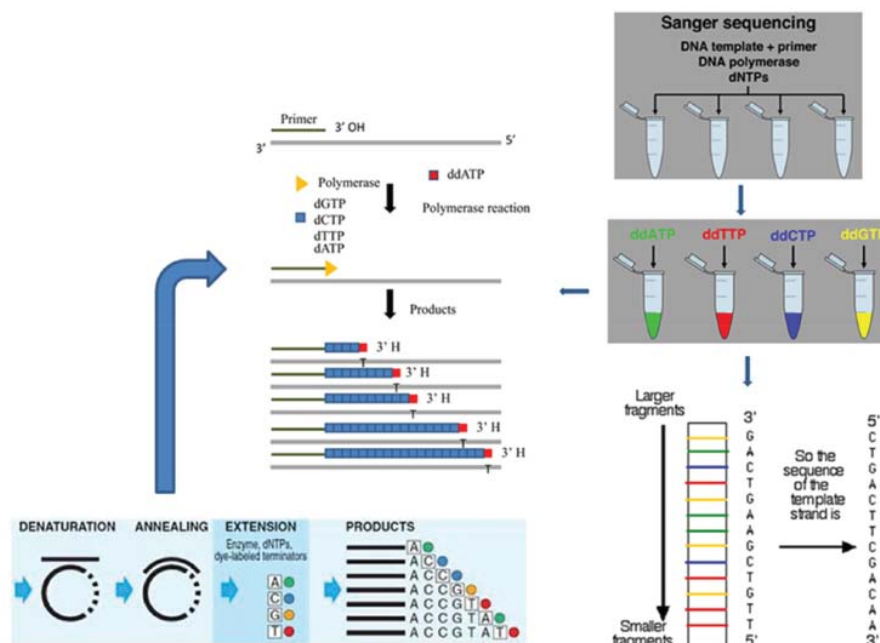 Sanger sequencing
DNA template + primer
DNA polymerase
dNTPs
Primer
3' OH
3'
5'
Polymerase
ddATP
dGTP
dCTP
dTTP
dATP
Polymerase reaction
Products
3' H
T
3' H
T
3' H
T
3' H
T
3' H
T
ddATP
ddTTP
ddCTP
ddGT
Larger
fragments
Smaller
fragments
3'
G
A
C
T
G
A
A
G
C
T
G
T
T
5'
So the
sequence
of the
template
strand is
5'
C
T
G
A
C
T
T
C
G
A
C
A
A
3'
DENATURATION
ANNEALING
EXTENSION
Enzyme, dNTPs,
dye-labeled terminators
A
C
G
T
PRODUCTS
A
A C
A C C
A C C G
A C C G T
A C C G T A
A C C G T A T